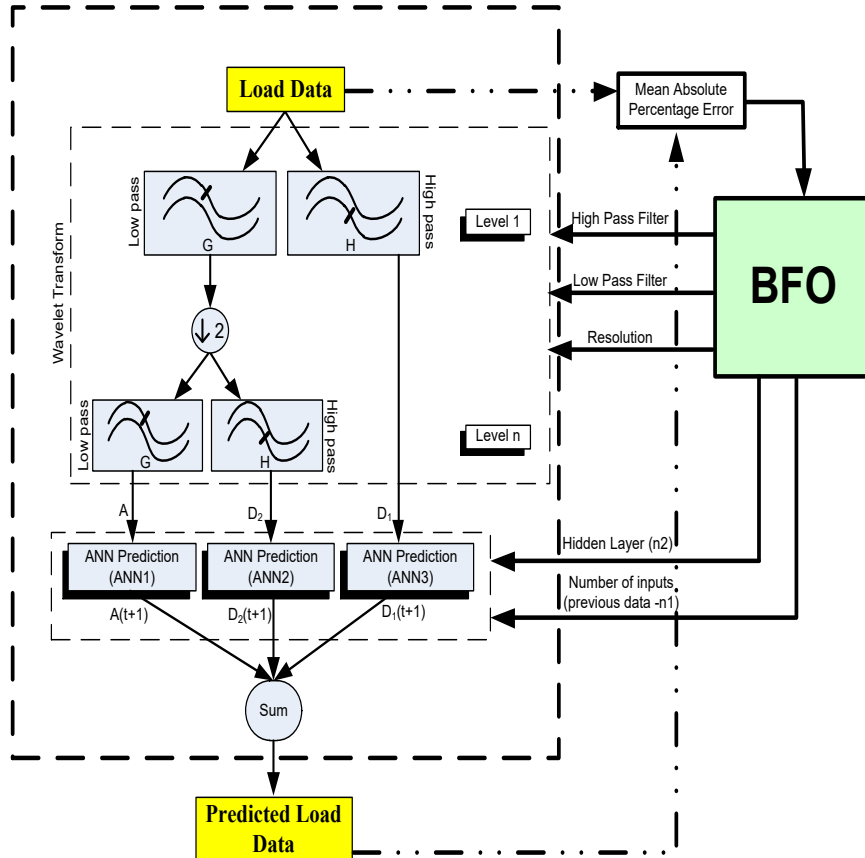 Load Data
Mean Absolute
Percentage Error
Wavelet Transform
Low pass
G
High pass
H
Level 1
High Pass Filter
BFO
Low Pass Filter
↓ 2
Resolution
Low pass
G
High pass
H
Level n
A
D₂
D₁
ANN Prediction
(ANN1)
ANN Prediction
(ANN2)
ANN Prediction
(ANN3)
Hidden Layer (n2)
Number of inputs
(previous data -n1)
A(t+1)
D₂(t+1)
D₁(t+1)
Sum
Predicted Load
Data